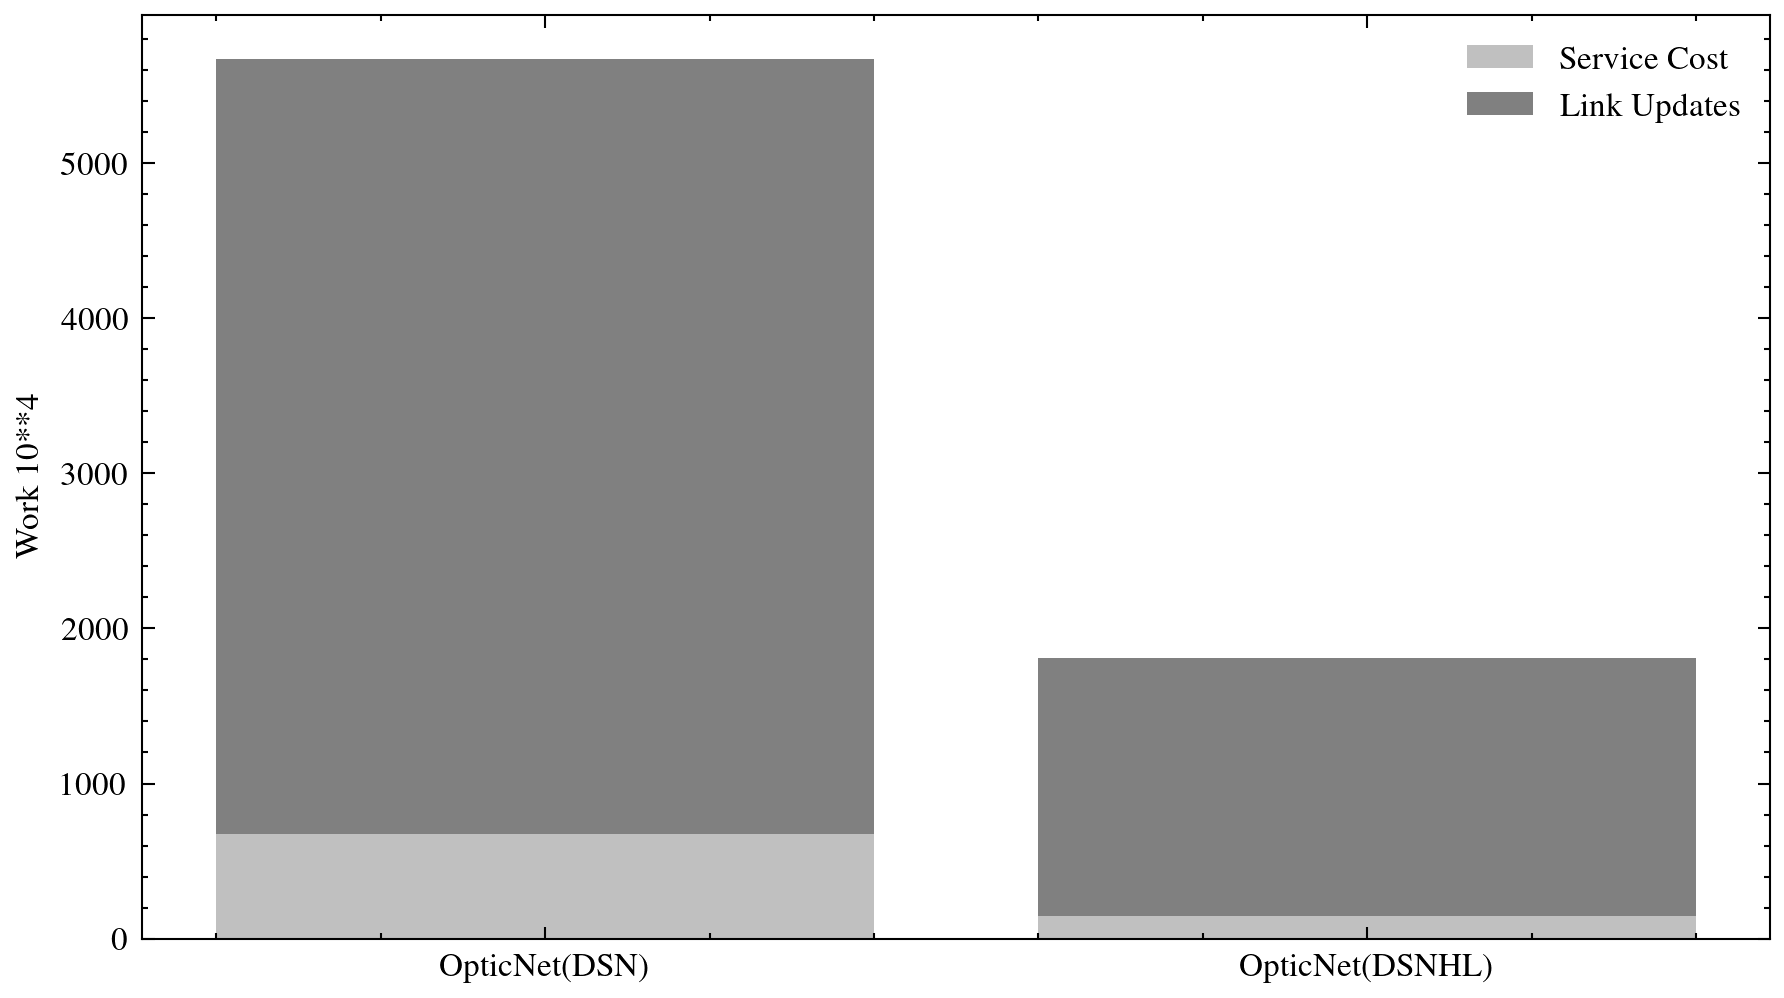 Service Cost
Link Updates
Work 10**4
5000
4000
3000
2000
1000
0
OpticNet(DSN)
OpticNet(DSNHL)